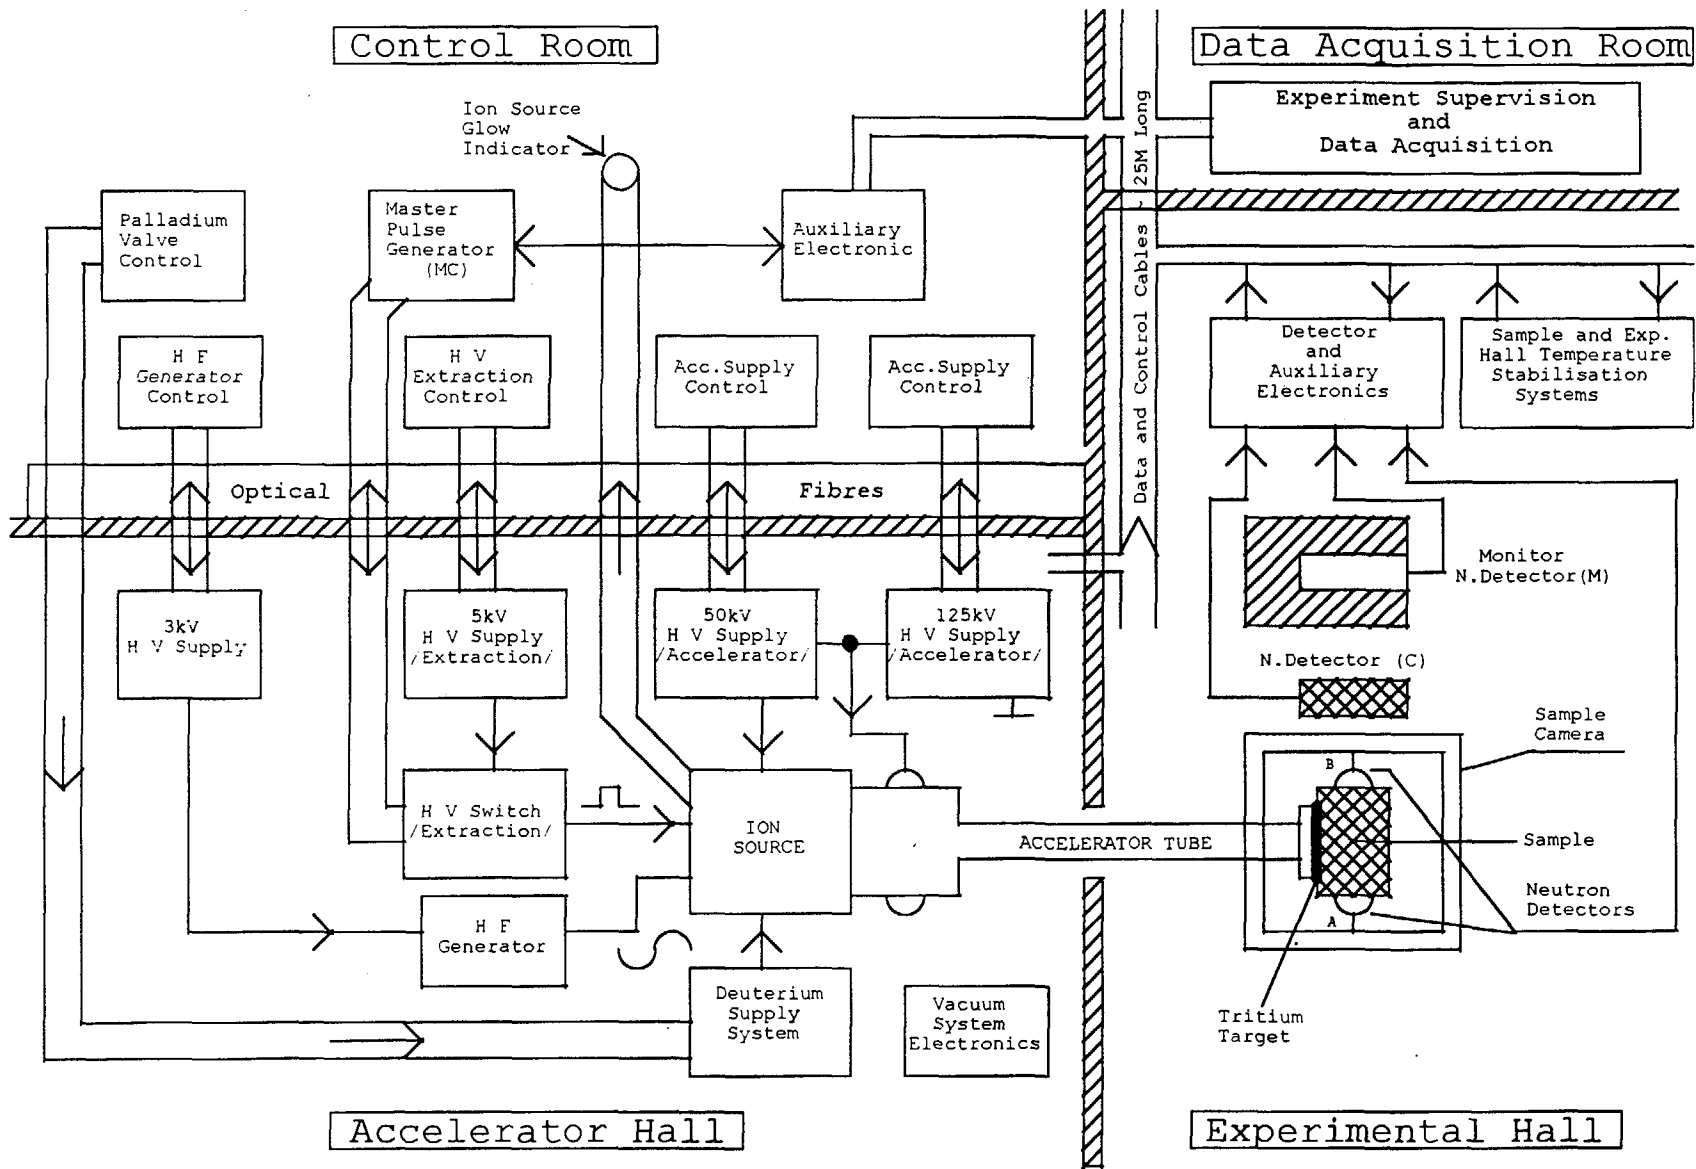 Control Room
Data Acquisition Room
Ion Source
Glow
Indicator
Experiment Supervision
and
Data Acquisition
Data and Control Cables ~ 25M Long
Palladium
Valve
Control
Master
Pulse
Generator
(MC)
Auxiliary
Electronic
H F
Generator
Control
H V
Extraction
Control
Acc.Supply
Control
Acc.Supply
Control
Detector
and
Auxiliary
Electronics
Sample and Exp.
Hall Temperature
Stabilisation
Systems
Optical Fibres
Monitor
N.Detector(M)
3kV
H V Supply
5kV
H V Supply
/Extraction/
50kV
H V Supply
/Accelerator/
125kV
H V Supply
/Accelerator/
N.Detector (C)
Sample
Camera
B
H V Switch
/Extraction/
ION
SOURCE
ACCELERATOR TUBE
Sample
Neutron
Detectors
A
H F
Generator
Deuterium
Supply
System
Vacuum
System
Electronics
Tritium
Target
Accelerator Hall
Experimental Hall